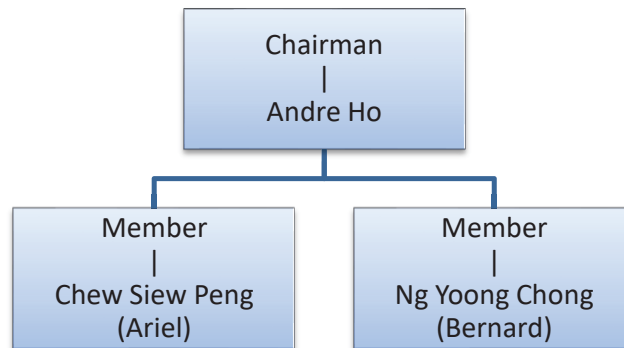 Chairman
|
Andre Ho
Member
|
Chew Siew Peng
(Ariel)
Member
|
Ng Yoong Chong
(Bernard)